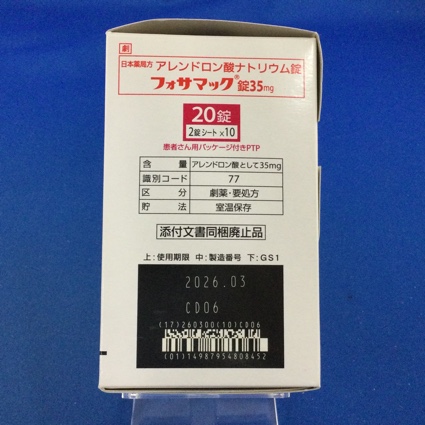 劇
日本薬局方 アレンドロン酸ナトリウム錠
フォサマック®錠35mg
20錠
2錠シート×10
患者さん用パッケージ付きPTP
含 量 アレンドロン酸として35mg
識別コード 77
区 分 劇薬・要処方
貯 法 室温保存
添付文書同梱廃止品
上:使用期限 中:製造番号 下:GS1
2026.03
CD06
(17)260300(10)CD06
(01)14987954808452